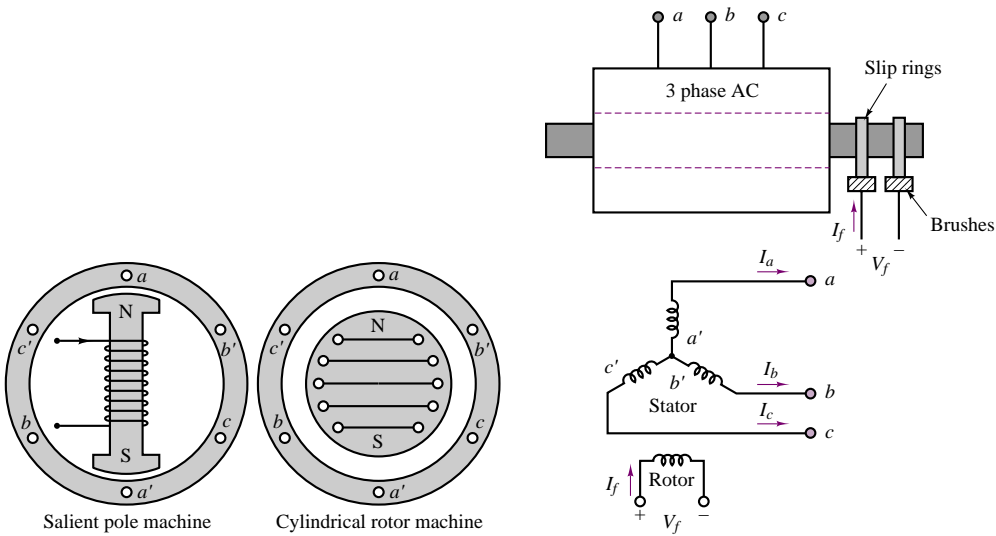 a b c
3 phase AC
Slip rings
Brushes
I_f
+ −
V_f
a
N
c' b'
b c
S
a'
Salient pole machine
a
N
c' b'
b c
S
a'
Cylindrical rotor machine
I_a a
a'
c' b'
I_b b
Stator
I_c c
Rotor
I_f
+ V_f −